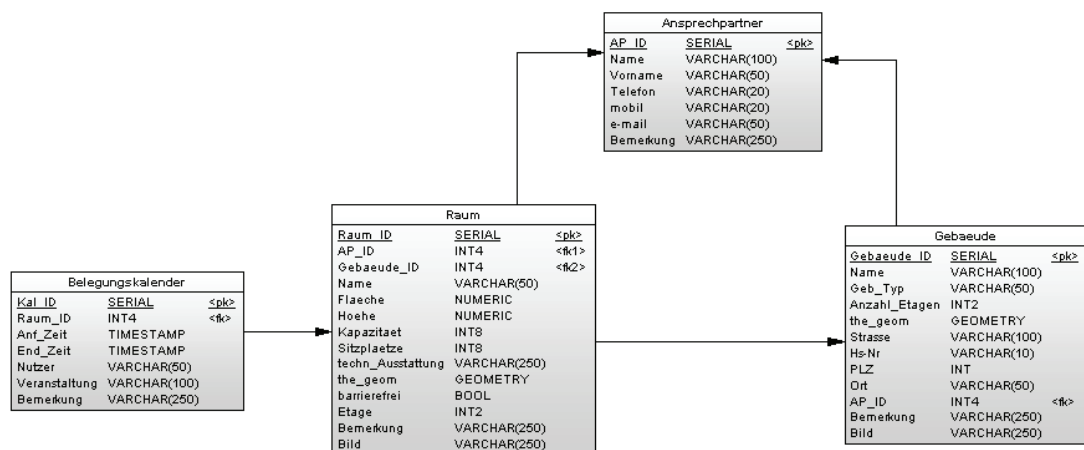 Ansprechpartner
AP_ID SERIAL <pk>
Name VARCHAR(100)
Vorname VARCHAR(50)
Telefon VARCHAR(20)
mobil VARCHAR(20)
e-mail VARCHAR(50)
Bemerkung VARCHAR(250)
Raum
Raum_ID SERIAL <pk>
AP_ID INT4 <fk1>
Gebaeude_ID INT4 <fk2>
Name VARCHAR(50)
Flaeche NUMERIC
Hoehe NUMERIC
Kapazitaet INT8
Sitzplaetze INT8
techn_Ausstattung VARCHAR(250)
the_geom GEOMETRY
barrierefrei BOOL
Etage INT2
Bemerkung VARCHAR(250)
Bild VARCHAR(250)
Gebaeude
Gebaeude_ID SERIAL <pk>
Name VARCHAR(100)
Geb_Typ VARCHAR(50)
Anzahl_Etagen INT2
the_geom GEOMETRY
Strasse VARCHAR(100)
Hs-Nr VARCHAR(10)
PLZ INT
Ort VARCHAR(50)
AP_ID INT4 <fk>
Bemerkung VARCHAR(250)
Bild VARCHAR(250)
Belegungskalender
Kal_ID SERIAL <pk>
Raum_ID INT4 <fk>
Anf_Zeit TIMESTAMP
End_Zeit TIMESTAMP
Nutzer VARCHAR(50)
Veranstaltung VARCHAR(100)
Bemerkung VARCHAR(250)